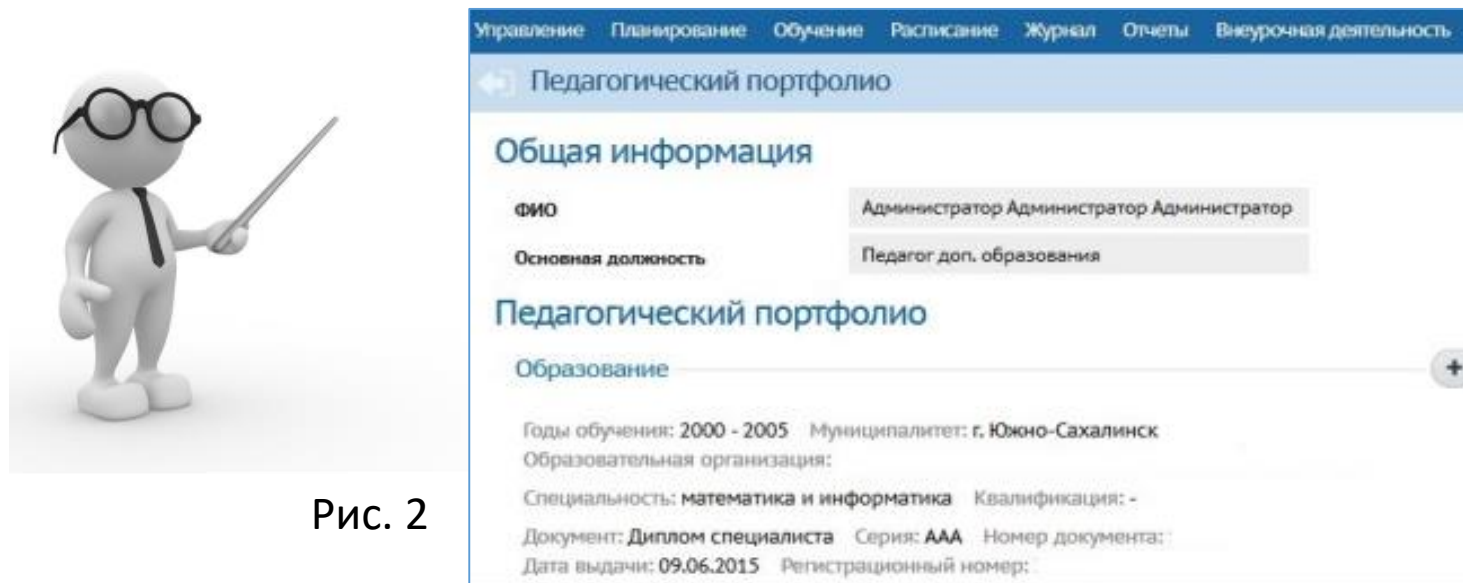 Управление Планирование Обучение Расписание Журнал Отчеты Внеурочная деятельность
Педагогический портфолио
Общая информация
ФИО Администратор Администратор Администратор
Основная должность Педагог доп. образования
Педагогический портфолио
Образование
+
Годы обучения: 2000 - 2005 Муниципалитет: г. Южно-Сахалинск
Образовательная организация:
Специальность: математика и информатика Квалификация: -
Документ: Диплом специалиста Серия: ААА Номер документа:
Дата выдачи: 09.06.2015 Регистрационный номер:
Рис. 2